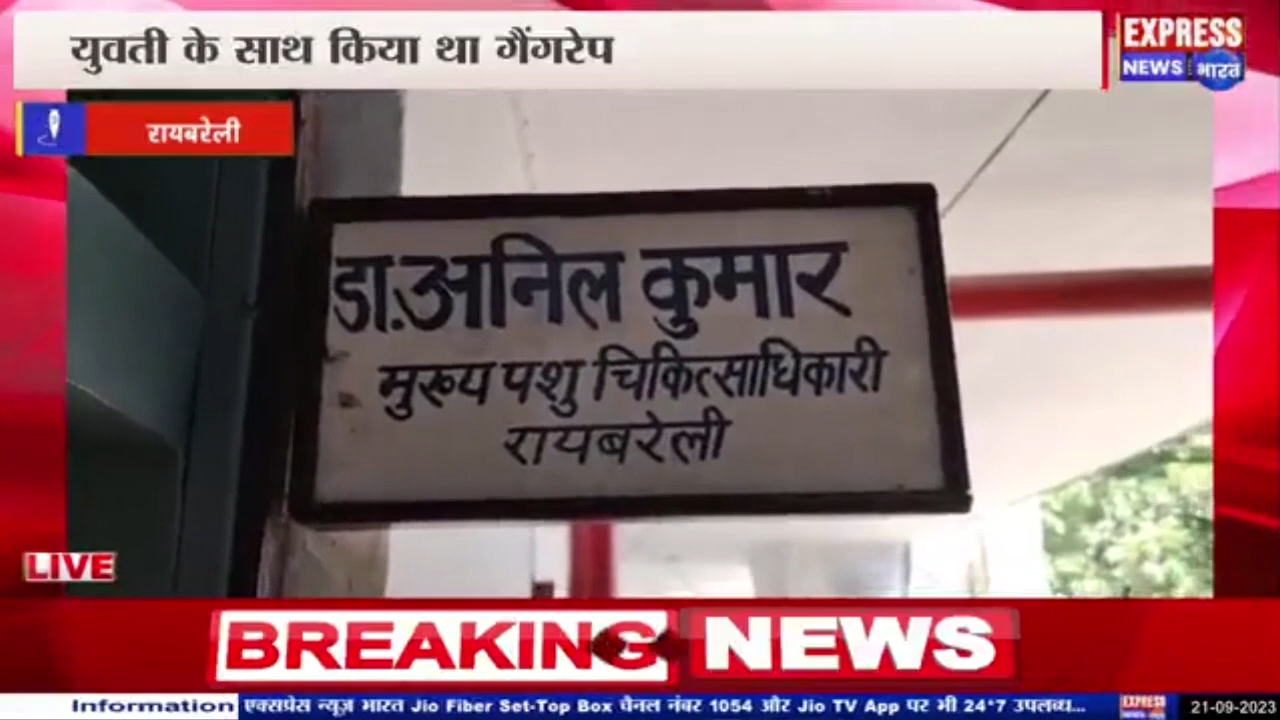 युवती के साथ किया था गैंगरेप
EXPRESS
NEWS भारत
रायबरेली
डा.अनिल कुमार
मुख्य पशु चिकित्साधिकारी
रायबरेली
LIVE
BREAKING NEWS
Information एक्सप्रेस न्यूज़ भारत Jio Fiber Set-Top Box चैनल नंबर 1054 और Jio TV App पर भी 24*7 उपलब्ध... EXPRESS 21-09-2023